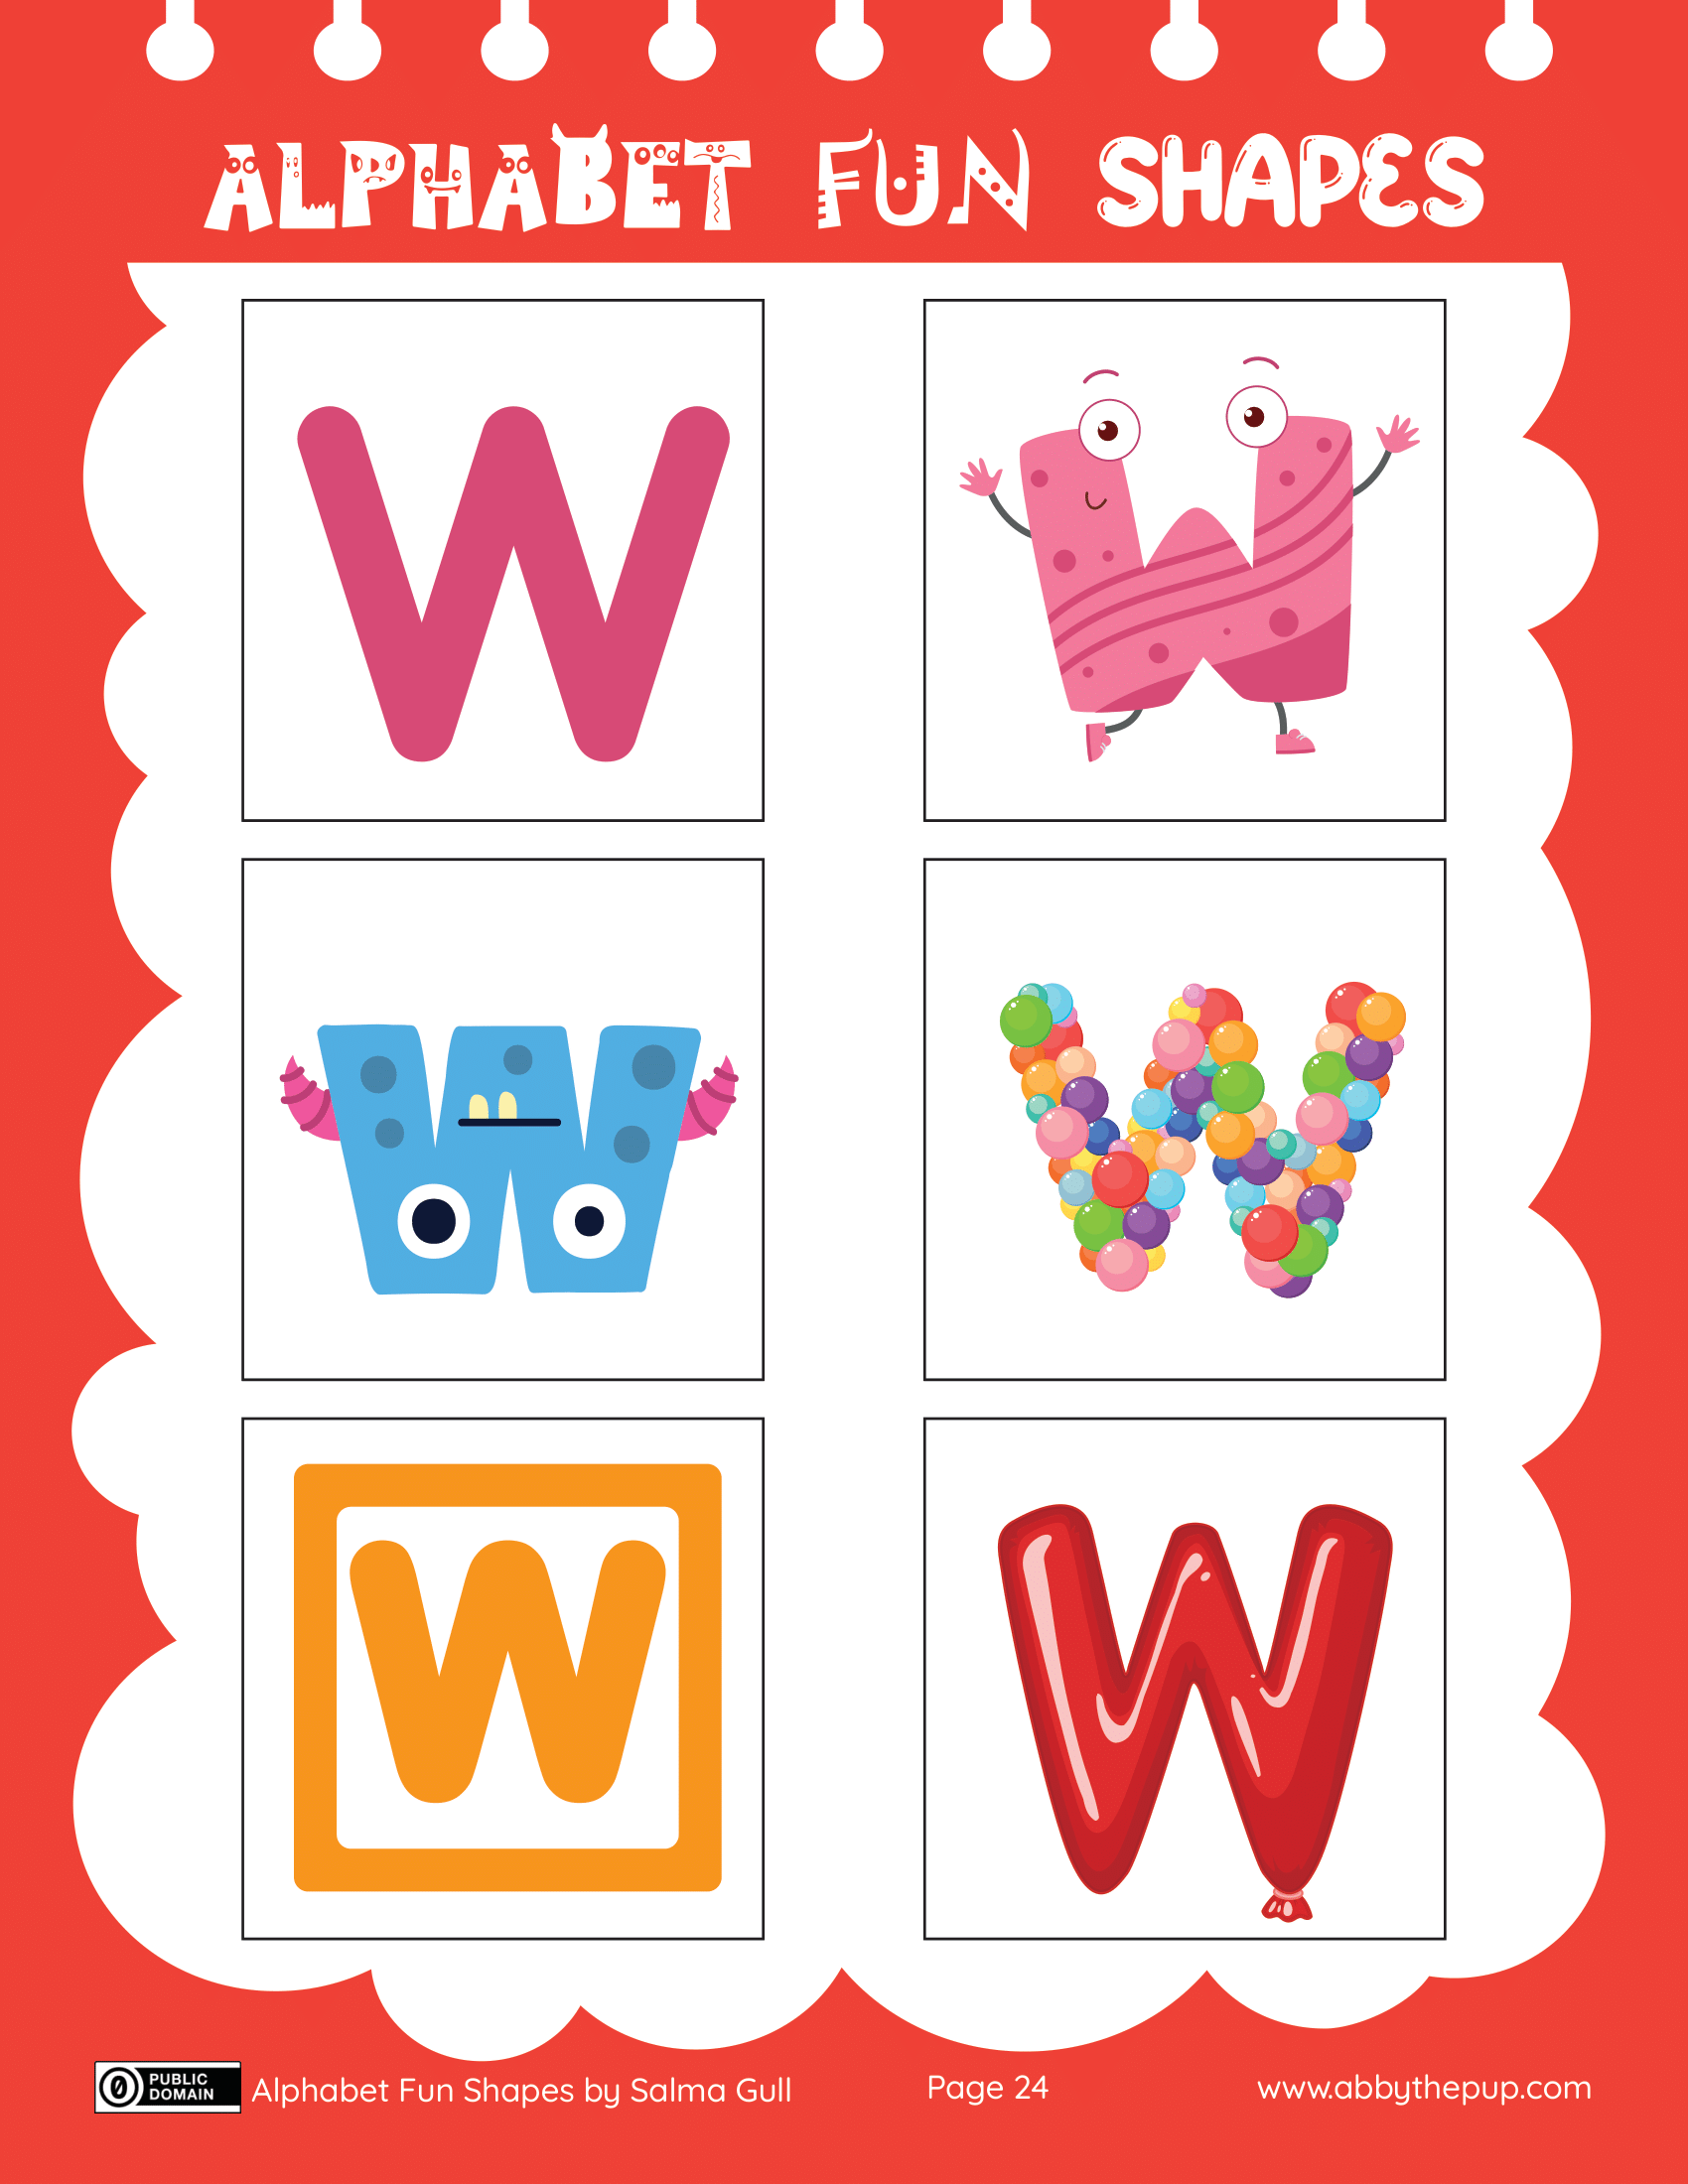 ALPHABET FUN SHAPES
W W
W W
W W
PUBLIC
DOMAIN
Alphabet Fun Shapes by Salma Gull
Page 24
www.abbythepup.com